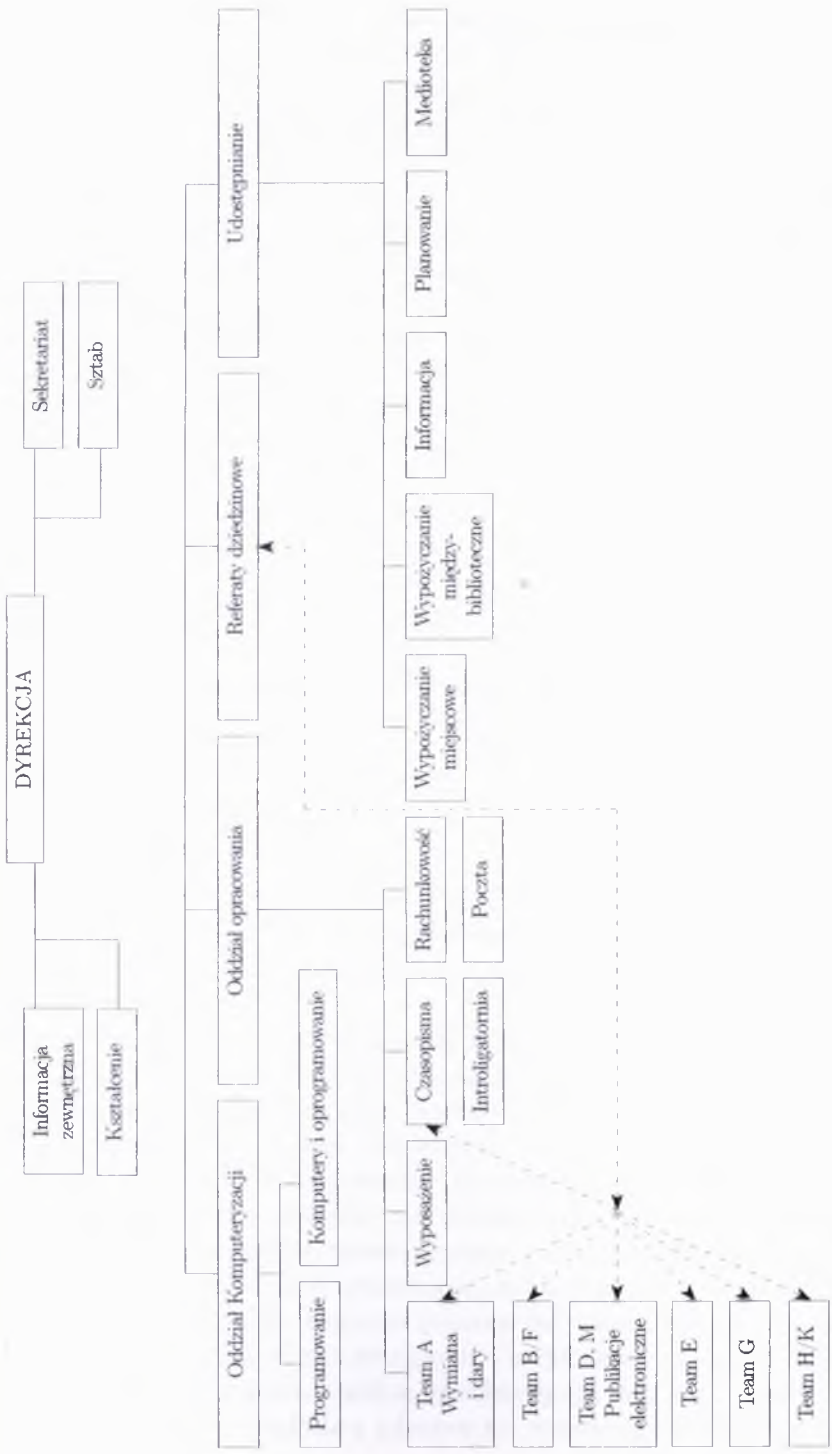 DYREKCJA
Informacja
zewnętrzna
Kształcenie
Sekretariat
Sztab
Oddział Komputeryzacji
Oddział opracowania
Referaty dziedzinowe
Udostępnianie
Programowanie
Komputery i oprogramowanie
Team A
Wymiana
i dary
Wyposażenie
Czasopisma
Rachunkowość
Wypożyczanie
miejscowe
Wypożyczanie
między-
biblioteczne
Informacja
Planowanie
Medioteka
Introligatornia
Poczta
Team B/F
Team D, M
Publikacje
elektroniczne
Team E
Team G
Team H/K